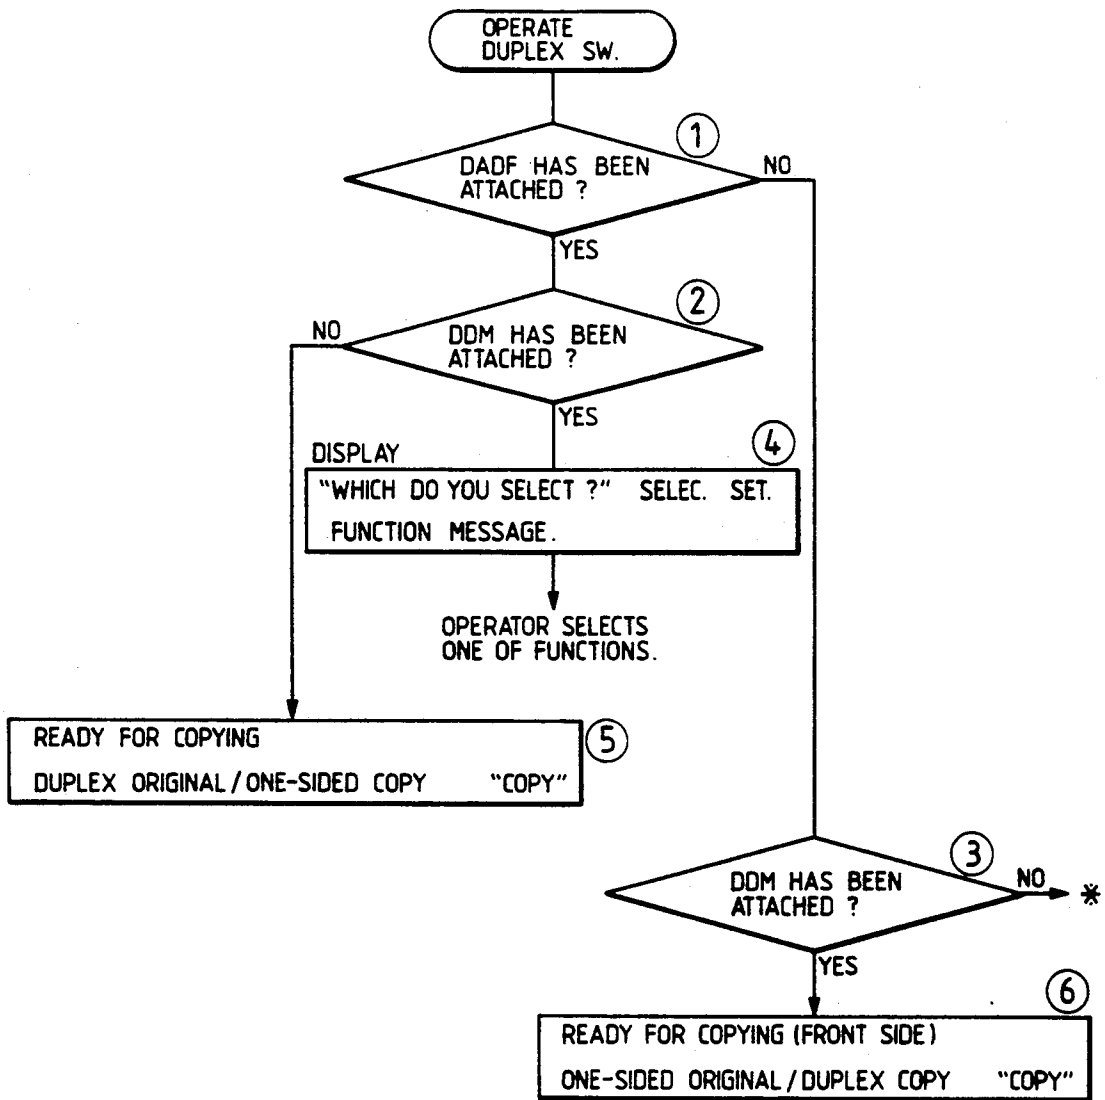 OPERATE
DUPLEX SW.
1
DADF HAS BEEN
ATTACHED ?
NO
YES
2
NO
DDM HAS BEEN
ATTACHED ?
YES
DISPLAY
4
"WHICH DO YOU SELECT ?" SELEC. SET.
FUNCTION MESSAGE.
OPERATOR SELECTS
ONE OF FUNCTIONS.
5
READY FOR COPYING
DUPLEX ORIGINAL / ONE-SIDED COPY "COPY"
3
DDM HAS BEEN
ATTACHED ?
NO
*
YES
6
READY FOR COPYING (FRONT SIDE)
ONE-SIDED ORIGINAL / DUPLEX COPY "COPY"